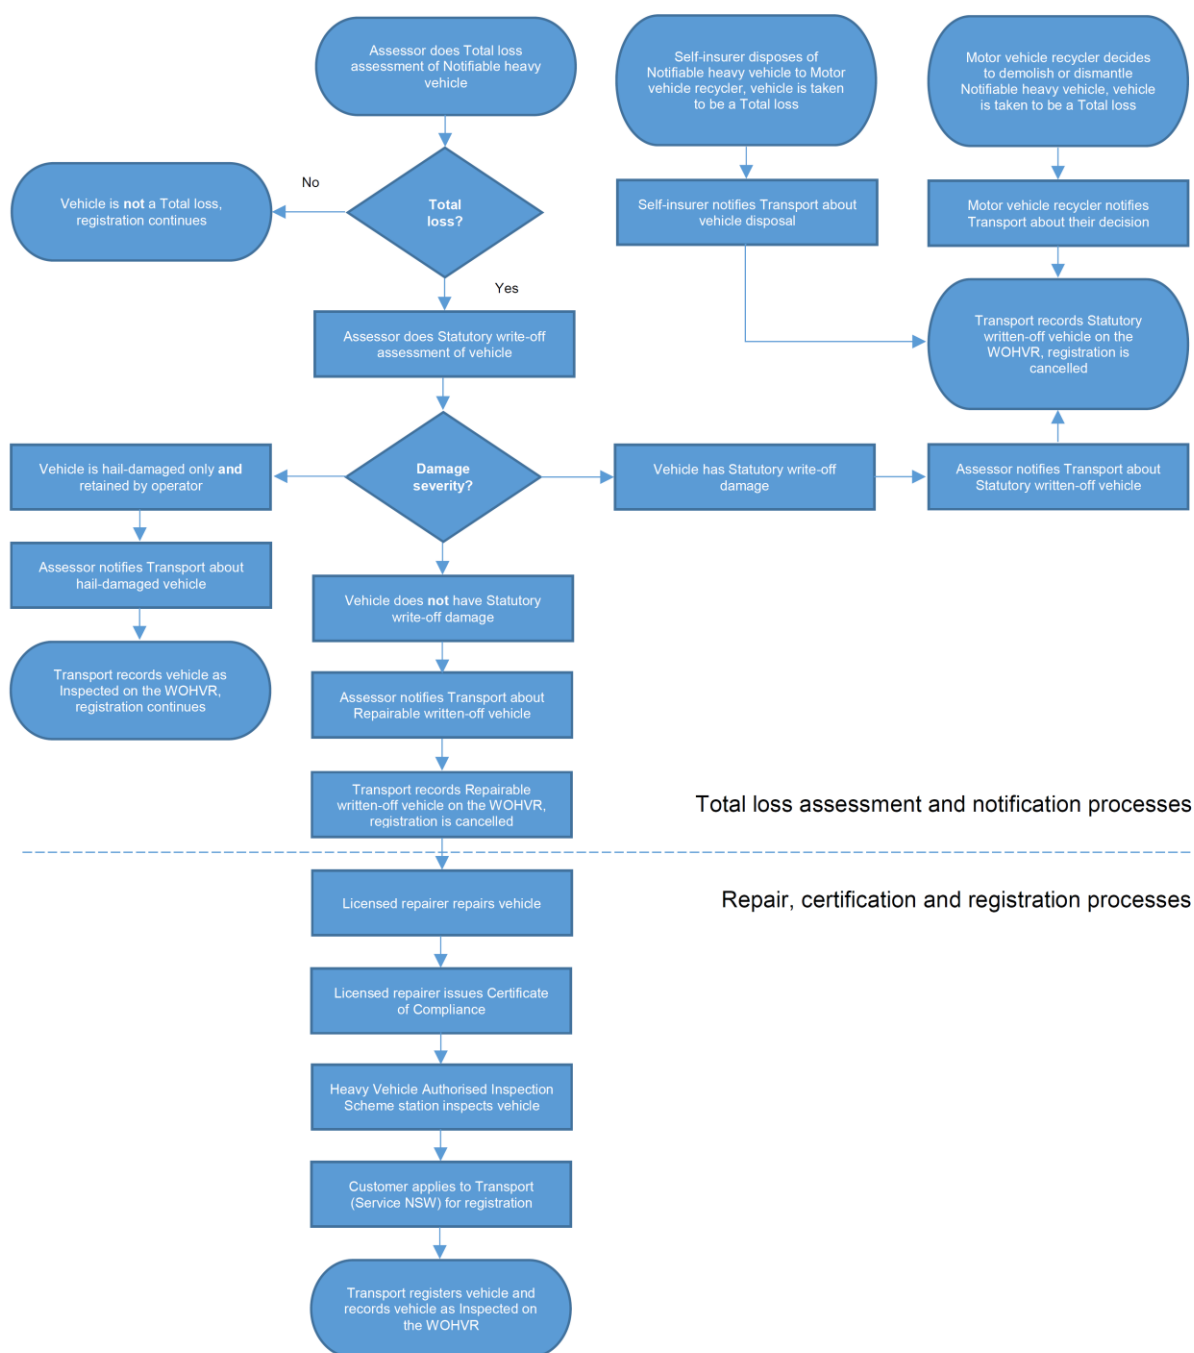 Assessor does Total loss
assessment of Notifiable heavy
vehicle
Self-insurer disposes of
Notifiable heavy vehicle to Motor
vehicle recycler, vehicle is taken
to be a Total loss
Motor vehicle recycler decides
to demolish or dismantle
Notifiable heavy vehicle, vehicle
is taken to be a Total loss
No
Vehicle is not a Total loss,
registration continues
Total
loss?
Self-insurer notifies Transport about
vehicle disposal
Motor vehicle recycler notifies
Transport about their decision
Yes
Assessor does Statutory write-off
assessment of vehicle
Transport records Statutory
written-off vehicle on the
WOHVR, registration is
cancelled
Vehicle is hail-damaged only and
retained by operator
Damage
severity?
Vehicle has Statutory write-off
damage
Assessor notifies Transport about
Statutory written-off vehicle
Assessor notifies Transport about
hail-damaged vehicle
Vehicle does not have Statutory
write-off damage
Transport records vehicle as
Inspected on the WOHVR,
registration continues
Assessor notifies Transport about
Repairable written-off vehicle
Transport records Repairable
written-off vehicle on the WOHVR,
registration is cancelled
Total loss assessment and notification processes
Repair, certification and registration processes
Licensed repairer repairs vehicle
Licensed repairer issues Certificate
of Compliance
Heavy Vehicle Authorised Inspection
Scheme station inspects vehicle
Customer applies to Transport
(Service NSW) for registration
Transport registers vehicle and
records vehicle as Inspected on
the WOHVR